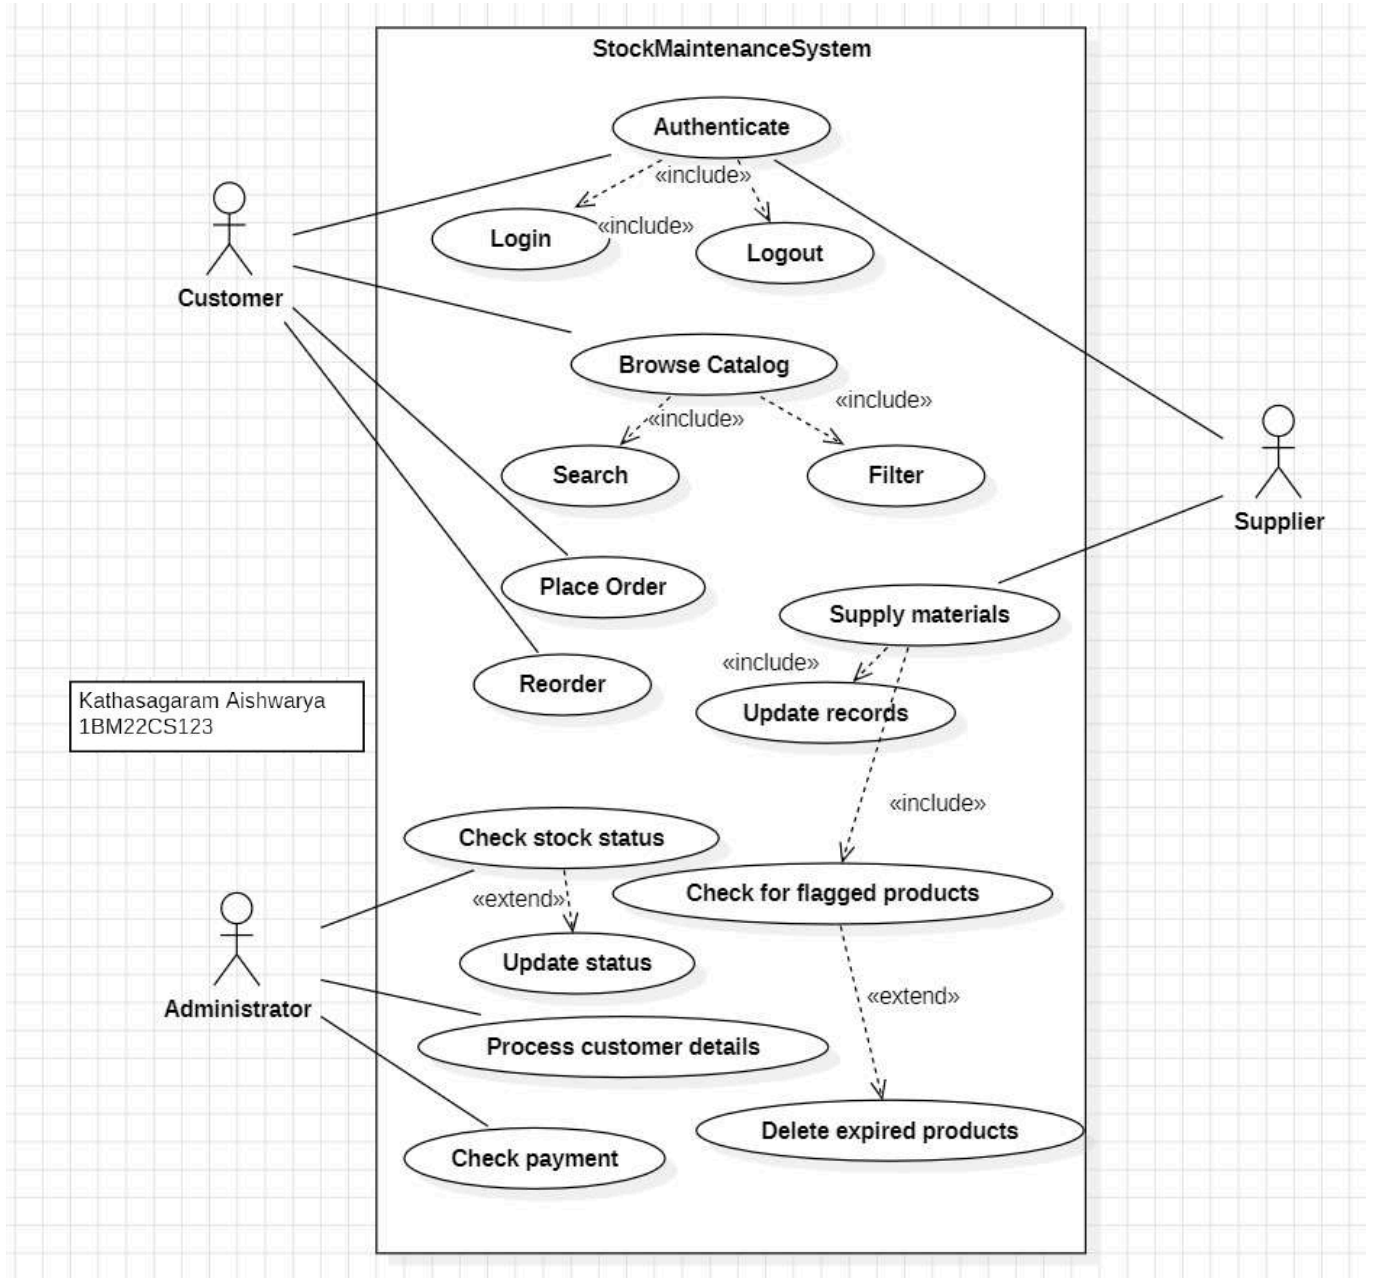 StockMaintenanceSystem
Authenticate
«include»
Login
«include»
Logout
Customer
Browse Catalog
«include»
«include»
Search
Filter
Supplier
Place Order
Supply materials
«include»
Reorder
Update records
Kathasagaram Aishwarya
1BM22CS123
«include»
Check stock status
Check for flagged products
«extend»
Update status
Administrator
«extend»
Process customer details
Delete expired products
Check payment